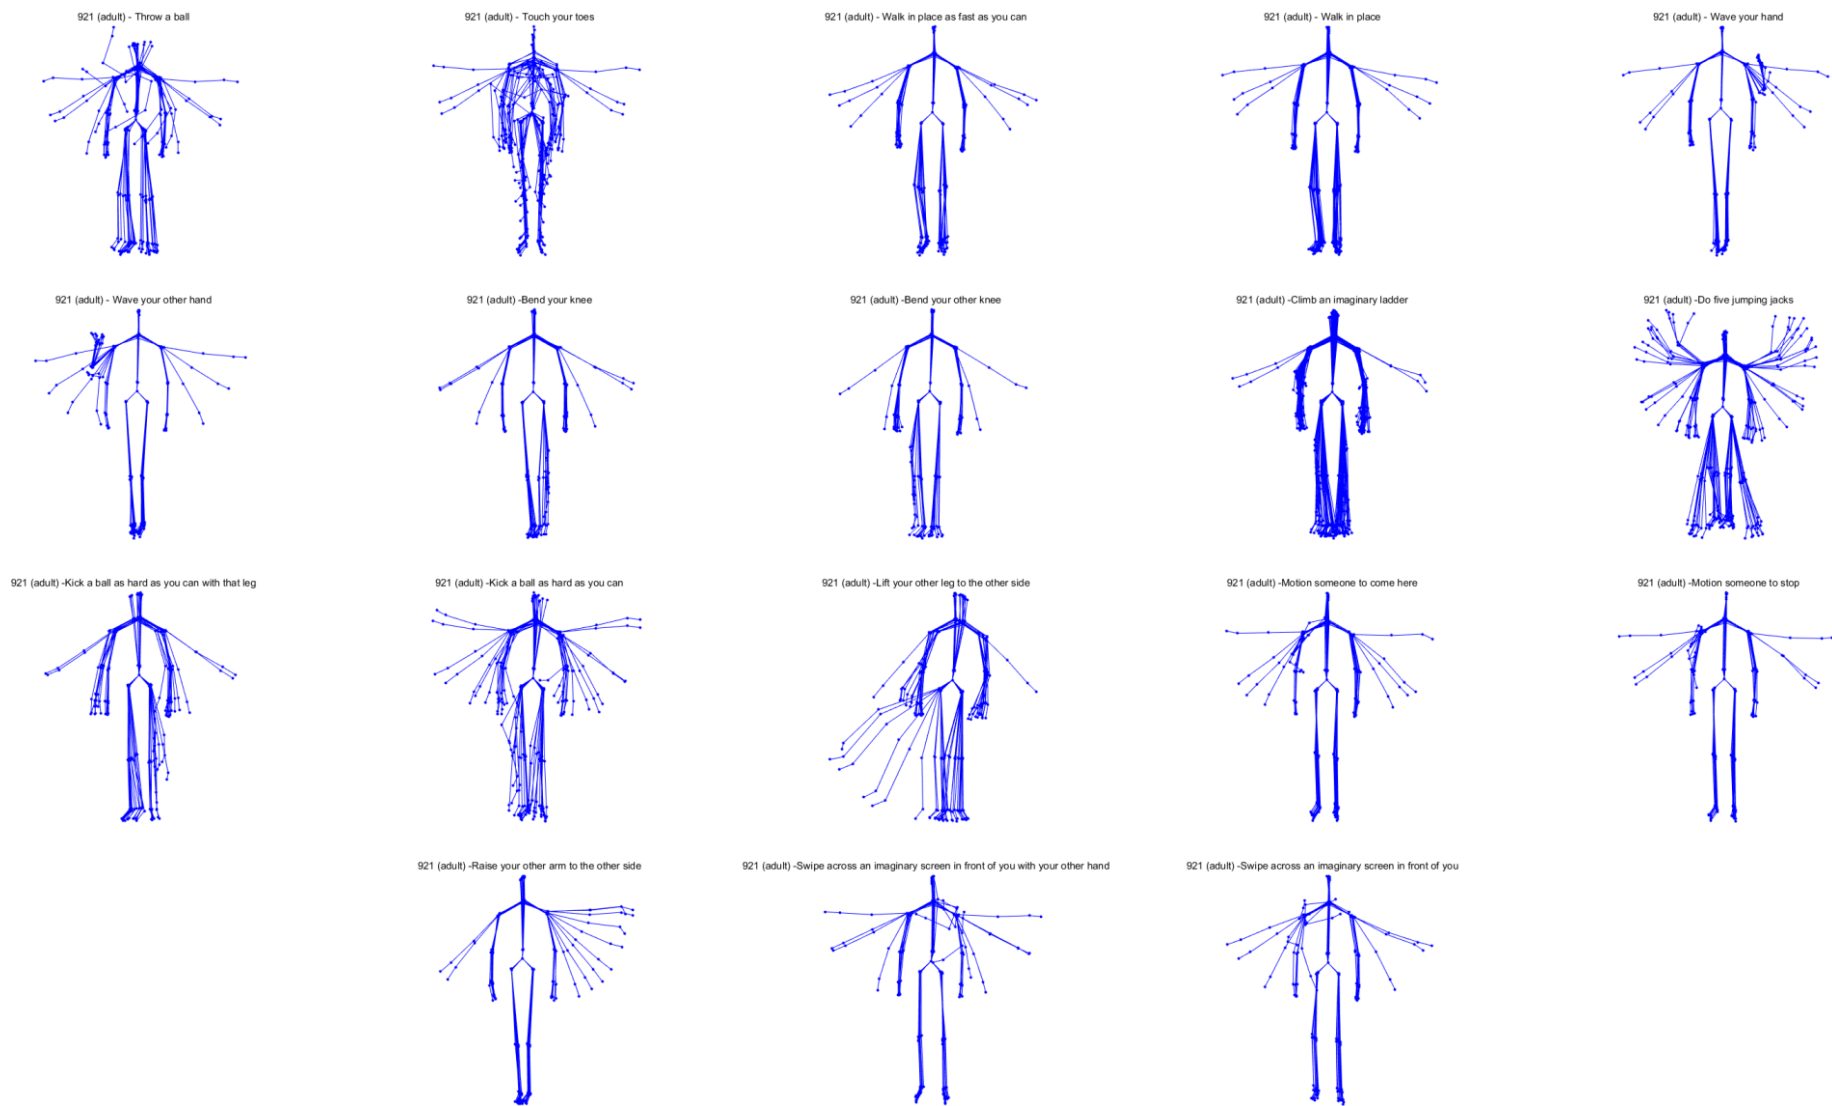 921 (adult) - Throw a ball
921 (adult) - Touch your toes
921 (adult) - Walk in place as fast as you can
921 (adult) - Walk in place
921 (adult) - Wave your hand
921 (adult) - Wave your other hand
921 (adult) -Bend your knee
921 (adult) -Bend your other knee
921 (adult) -Climb an imaginary ladder
921 (adult) -Do five jumping jacks
921 (adult) -Kick a ball as hard as you can with that leg
921 (adult) -Kick a ball as hard as you can
921 (adult) -Lift your other leg to the other side
921 (adult) -Motion someone to come here
921 (adult) -Motion someone to stop
921 (adult) -Raise your other arm to the other side
921 (adult) -Swipe across an imaginary screen in front of you with your other hand
921 (adult) -Swipe across an imaginary screen in front of you